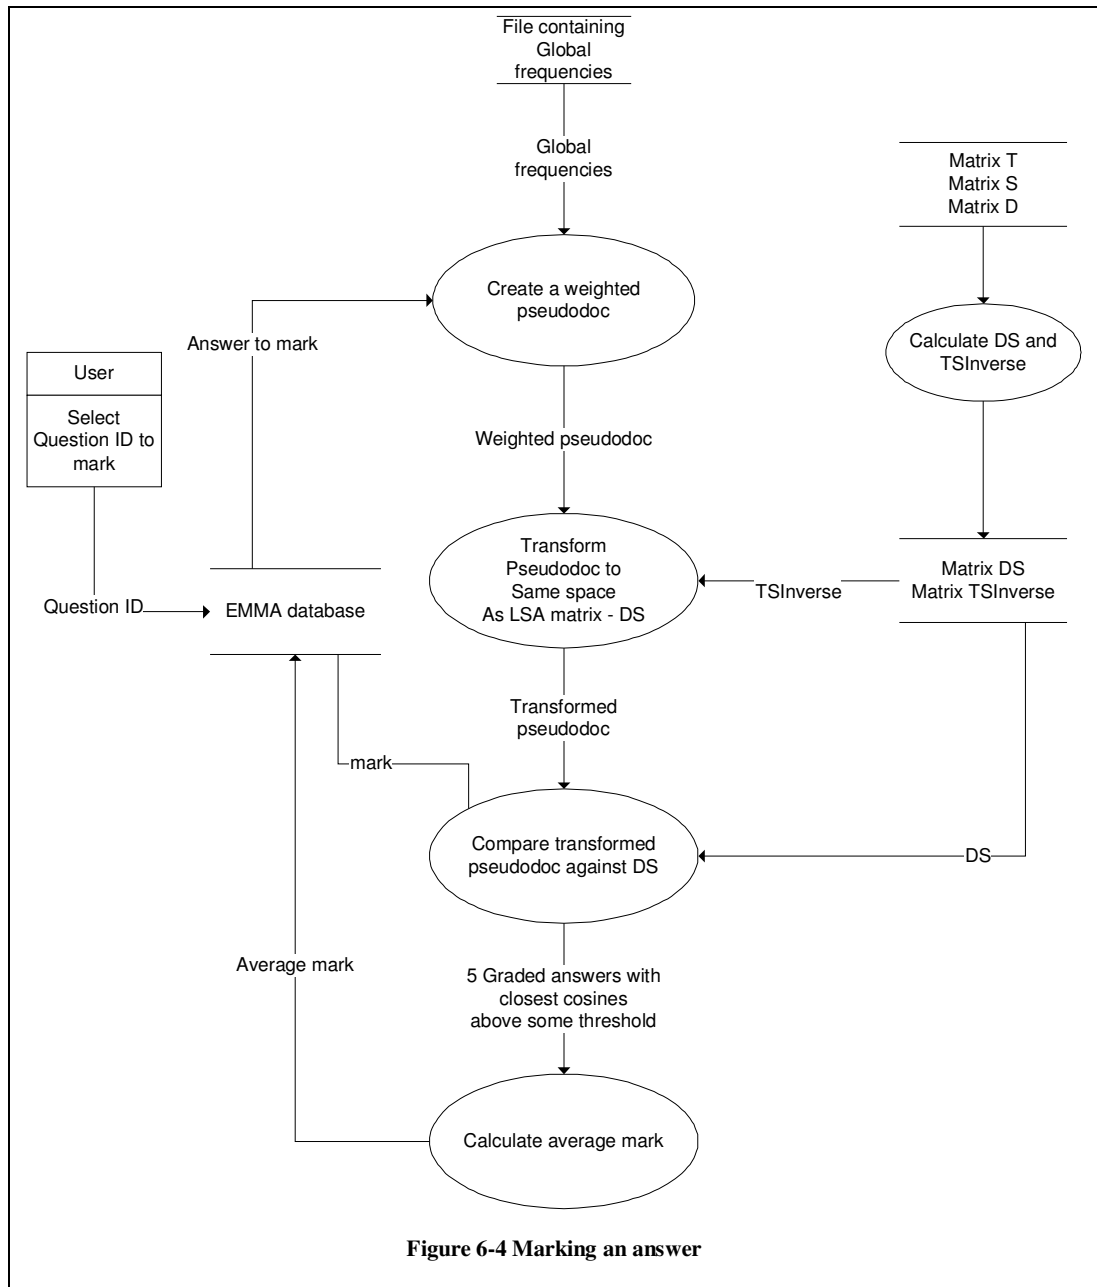 File containing
Global
frequencies
Global
frequencies
Matrix T
Matrix S
Matrix D
Create a weighted
pseudodoc
Answer to mark
Calculate DS and
TSInverse
User
Select
Question ID to
mark
Weighted pseudodoc
Transform
Pseudodoc to
Same space
As LSA matrix - DS
TSInverse
Matrix DS
Matrix TSInverse
Question ID
EMMA database
Transformed
pseudodoc
mark
Compare transformed
pseudodoc against DS
DS
Average mark
5 Graded answers with
closest cosines
above some threshold
Calculate average mark
Figure 6-4 Marking an answer